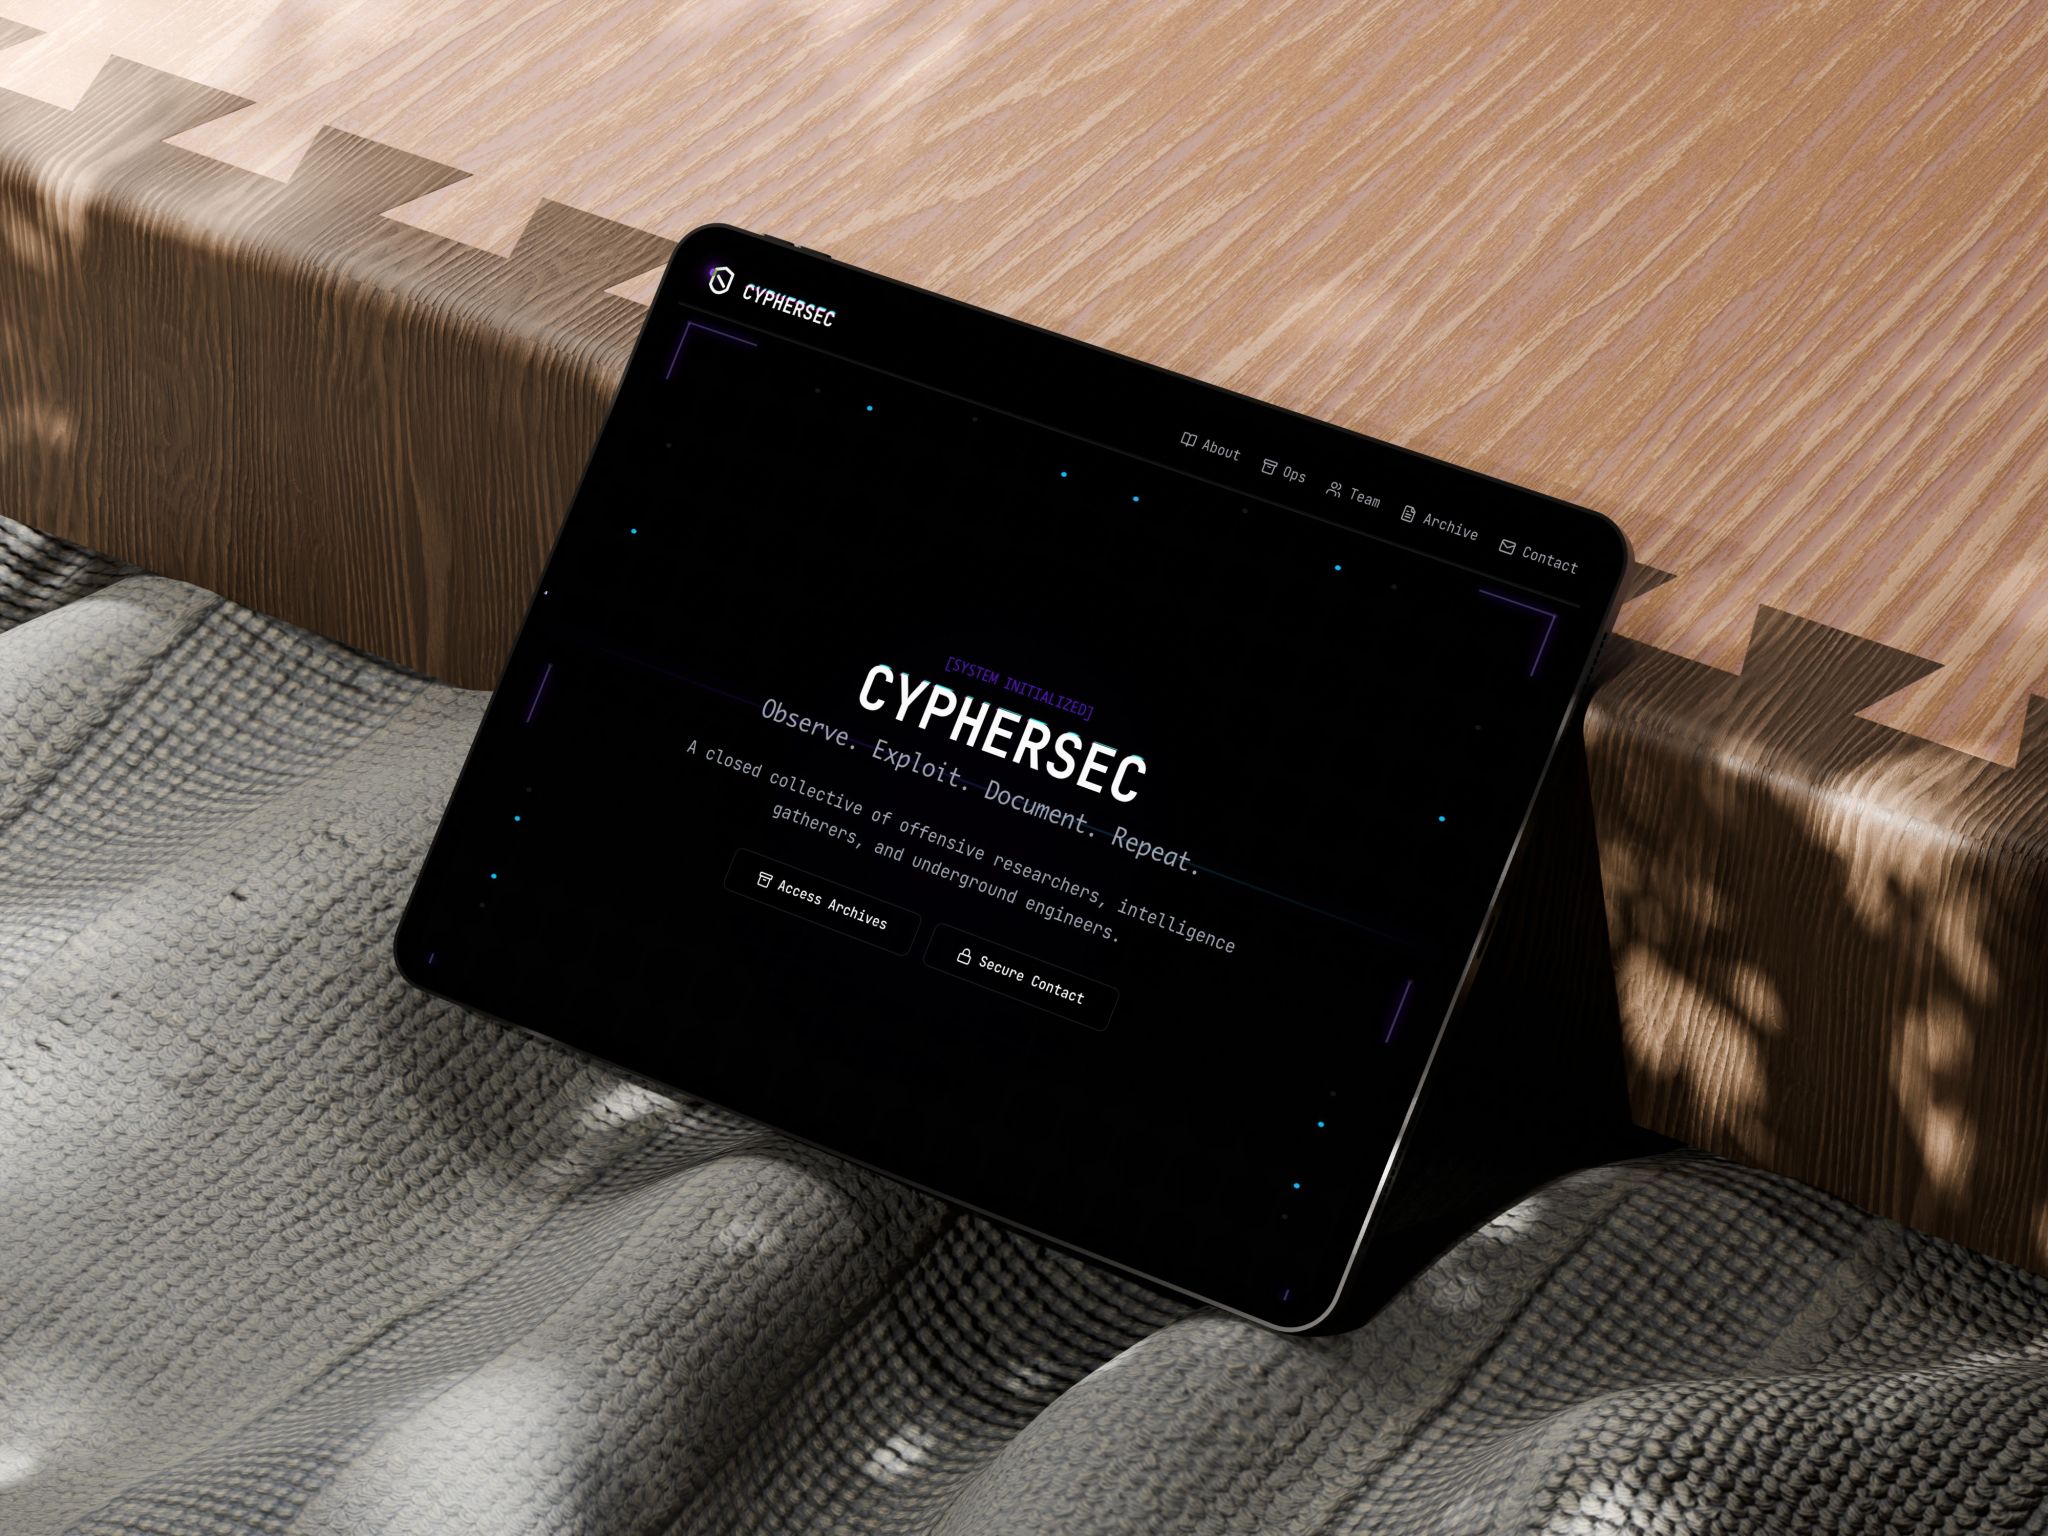 CYPHERSEC
About
Ops
Team
Archive
Contact
[SYSTEM INITIALIZED]
CYPHERSEC
Observe. Exploit. Document. Repeat.
A closed collective of offensive researchers, intelligence
gatherers, and underground engineers.
Access Archives
Secure Contact